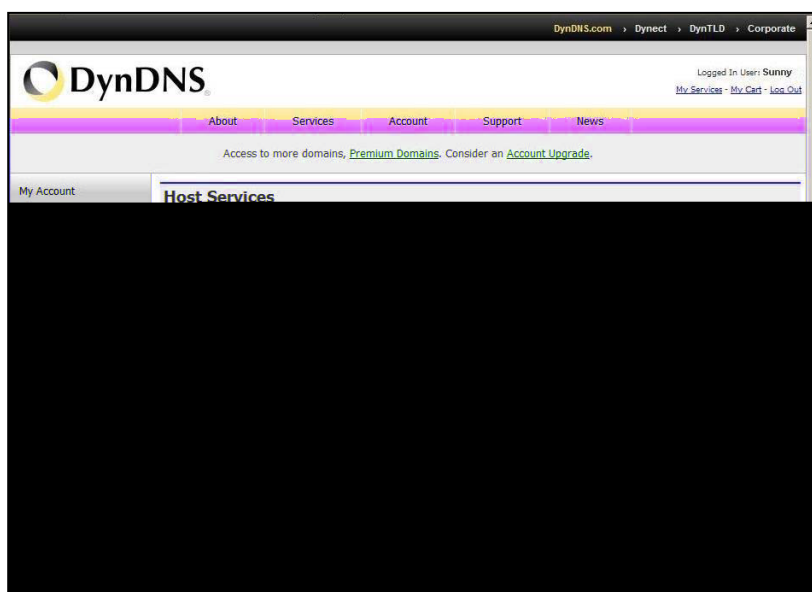 DynDNS.com › Dynect › DynTLD › Corporate
DynDNS®
Logged In User: Sunny
My Services - My Cart - Log Out
About Services Account Support News
Access to more domains, Premium Domains. Consider an Account Upgrade.
My Account
Host Services